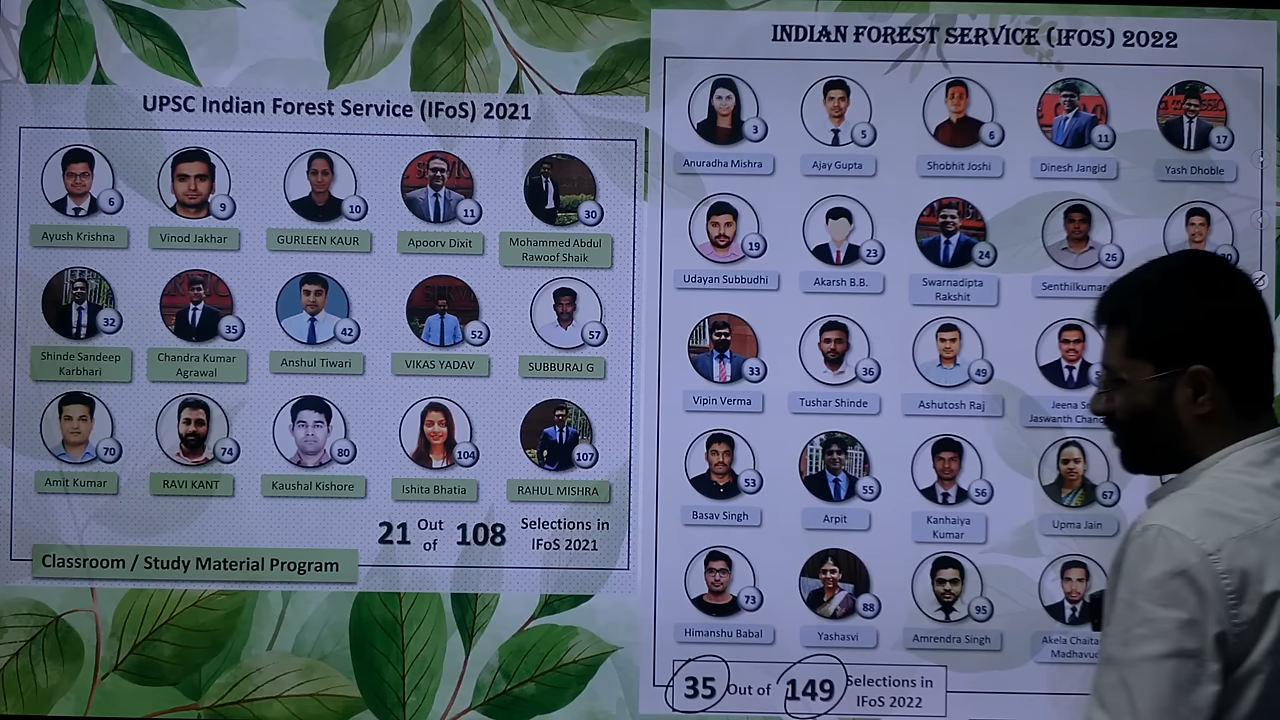 UPSC Indian Forest Service (IFoS) 2021
6
9
10
11
30
Ayush Krishna
Vinod Jakhar
GURLEEN KAUR
Apoorv Dixit
Mohammed Abdul
Rawoof Shaik
32
35
42
52
57
Shinde Sandeep
Karbhari
Chandra Kumar
Agrawal
Anshul Tiwari
VIKAS YADAV
SUBBURAJ G
70
74
80
104
107
Amit Kumar
RAVI KANT
Kaushal Kishore
Ishita Bhatia
RAHUL MISHRA
21 Out of 108 Selections in
IFoS 2021
Classroom / Study Material Program
INDIAN FOREST SERVICE (IFOS) 2022
3
5
6
11
17
Anuradha Mishra
Ajay Gupta
Shobhit Joshi
Dinesh Jangid
Yash Dhoble
19
23
24
26
Udayan Subbudhi
Akarsh B.B.
Swarnadipta
Rakshit
Senthilkumar
33
36
49
Vipin Verma
Tushar Shinde
Ashutosh Raj
Jeena
Jaswanth
53
55
56
67
Basav Singh
Arpit
Kanhaiya
Kumar
Upma Jain
73
88
95
Himanshu Babal
Yashasvi
Amrendra Singh
Akela
35 Out of 149 Selections in
IFoS 2022